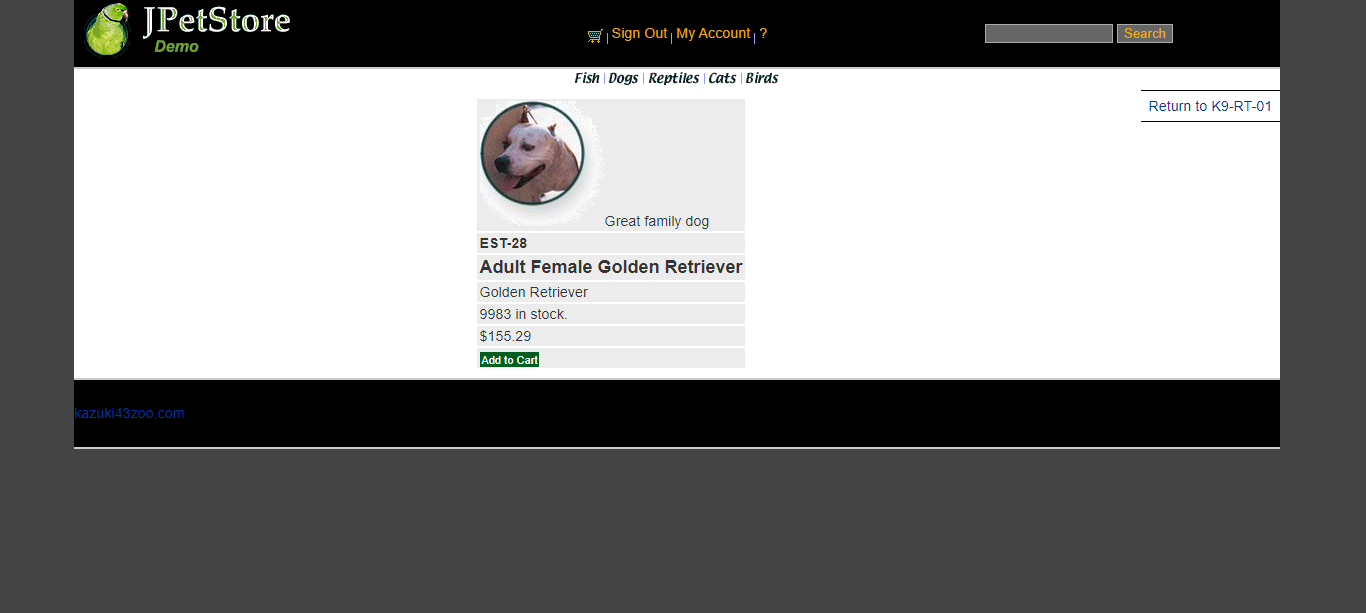 JPetStore
Demo
Sign Out | My Account | ?
Search
Fish | Dogs | Reptiles | Cats | Birds
Return to K9-RT-01
Great family dog
EST-28
Adult Female Golden Retriever
Golden Retriever
9983 in stock.
$155.29
Add to Cart
kazuki43zoo.com